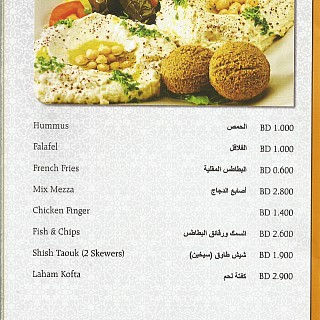 Hummus الحمص BD 1.000
Falafel الفلافل BD 1.000
French Fries البطاطس المقلية BD 0.600
Mix Mezza أصابع الدجاج BD 2.800
Chicken Finger BD 1.400
Fish & Chips السمك ورقائق البطاطس BD 2.600
Shish Taouk (2 Skewers) شيش طاوق (سيخين) BD 1.900
Laham Kofta كفتة لحم BD 2.900